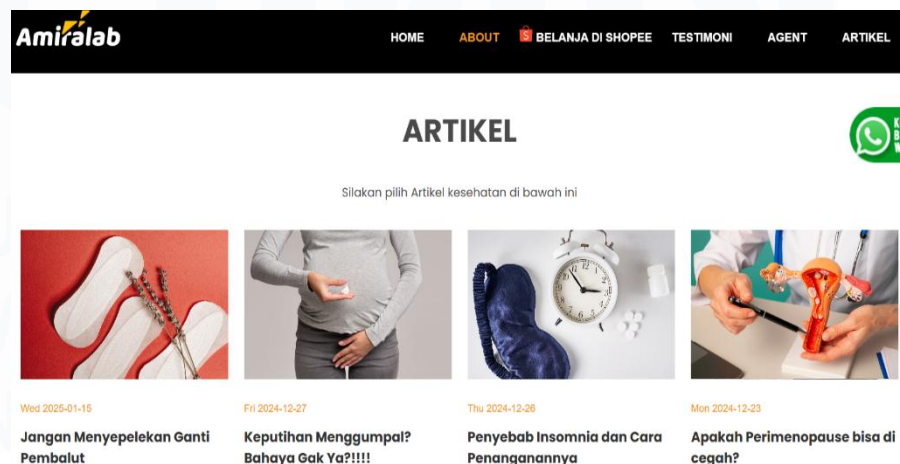 Amiralab
HOME
ABOUT
BELANJA DI SHOPEE
TESTIMONI
AGENT
ARTIKEL
ARTIKEL
Silakan pilih Artikel kesehatan di bawah ini
Wed 2025-01-15
Jangan Menyepelekan Ganti
Pembalut
Fri 2024-12-27
Keputihan Menggumpal?
Bahaya Gak Ya?!!!!
Thu 2024-12-26
Penyebab Insomnia dan Cara
Penanganannya
Mon 2024-12-23
Apakah Perimenopause bisa di
cegah?